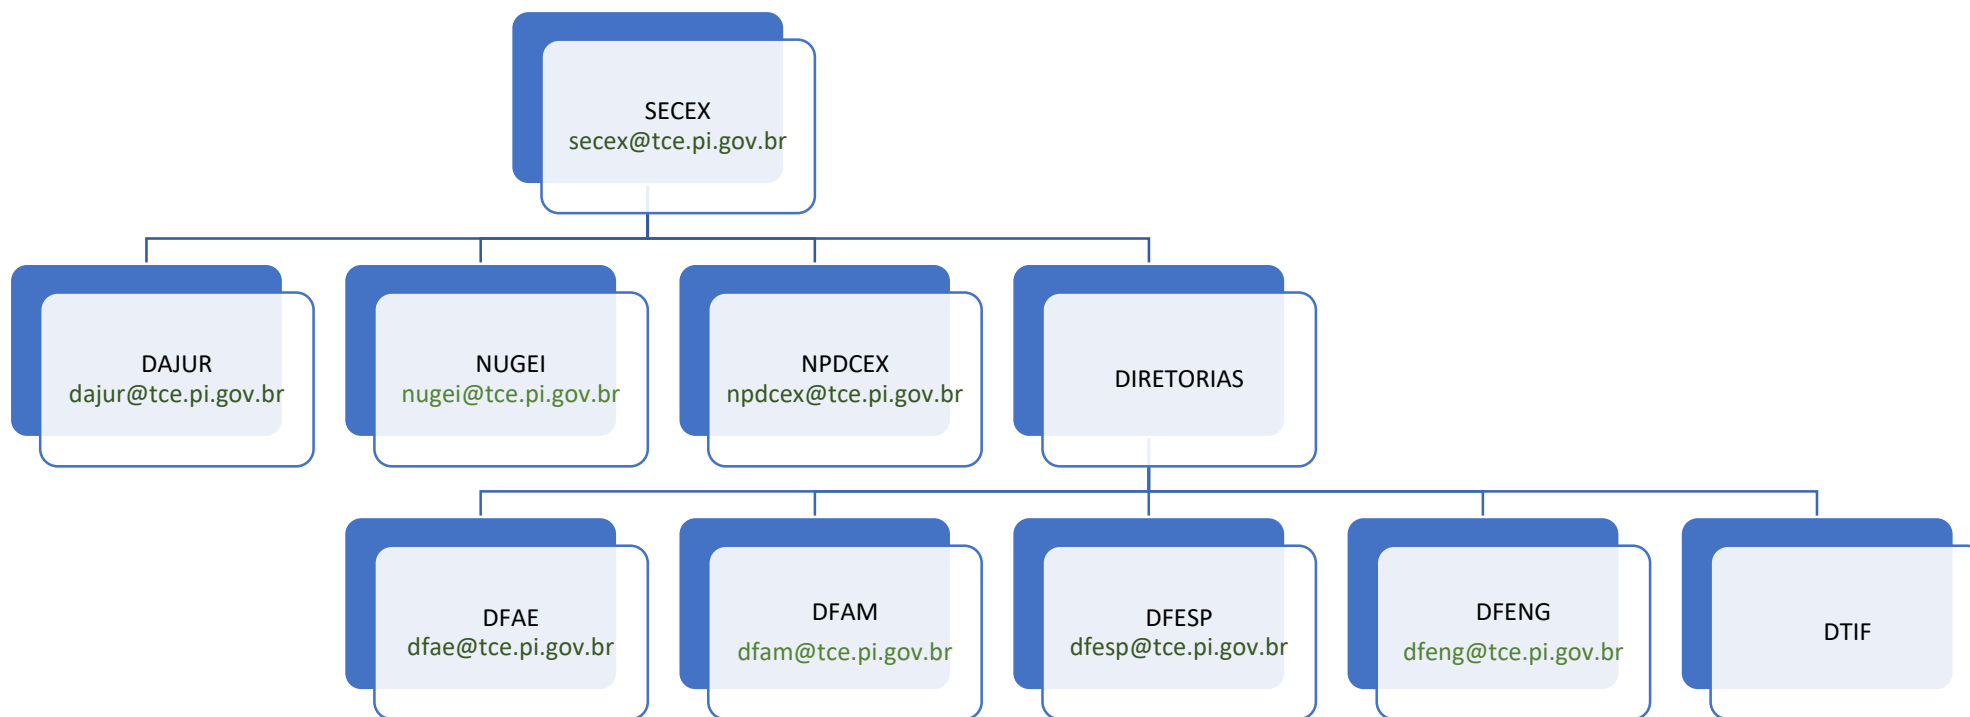 SECEX
secex@tce.pi.gov.br
DAJUR
dajur@tce.pi.gov.br
NUGEI
nugei@tce.pi.gov.br
NPDCEX
npdcex@tce.pi.gov.br
DIRETORIAS
DFAE
dfae@tce.pi.gov.br
DFAM
dfam@tce.pi.gov.br
DFESP
dfesp@tce.pi.gov.br
DFENG
dfeng@tce.pi.gov.br
DTIF